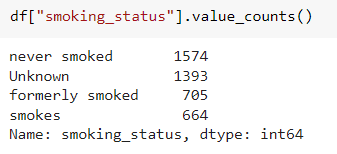 df["smoking_status"].value_counts()
never smoked 1574
Unknown 1393
formerly smoked 705
smokes 664
Name: smoking_status, dtype: int64